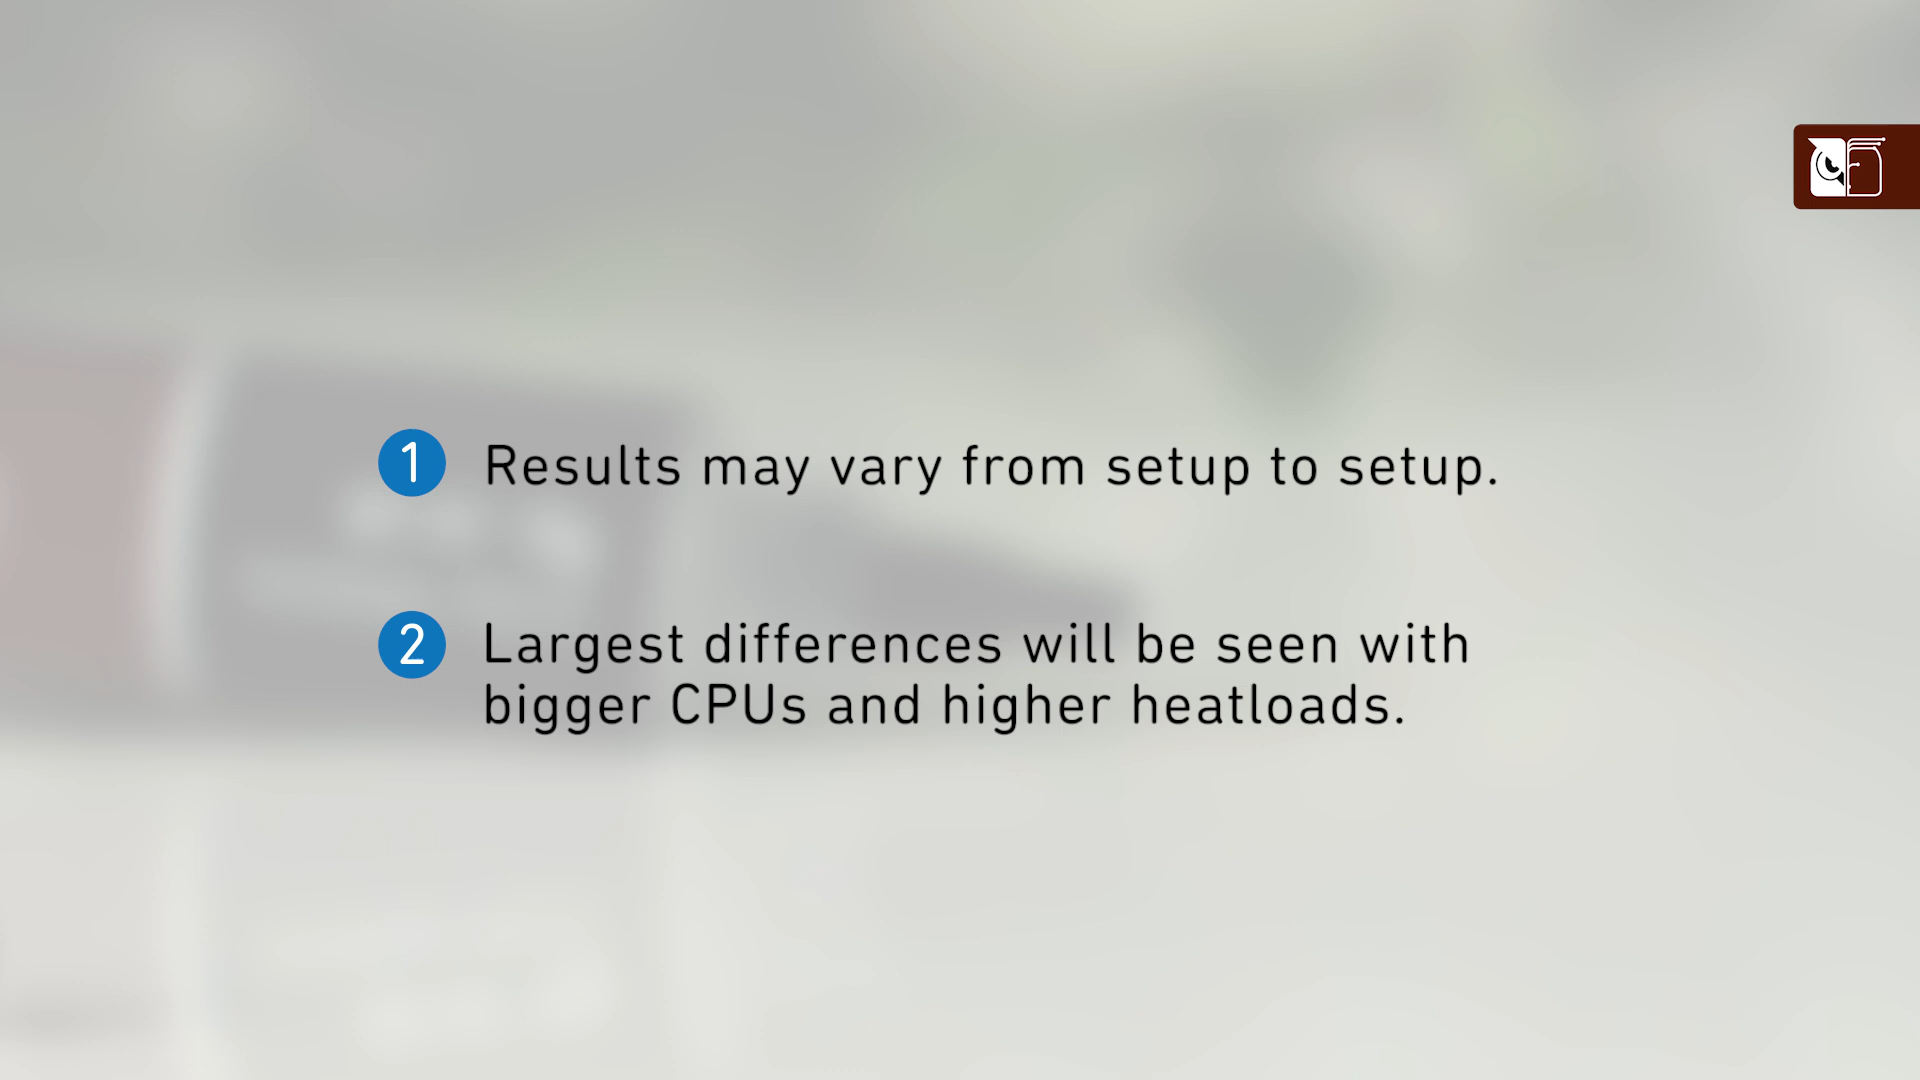 1 Results may vary from setup to setup.
2 Largest differences will be seen with
bigger CPUs and higher heatloads.